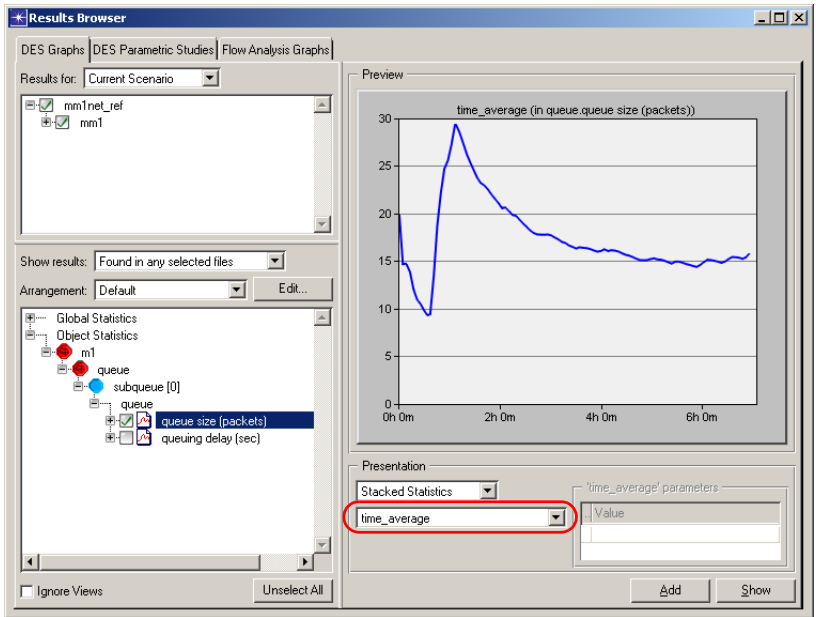 Results Browser
DES Graphs DES Parametric Studies Flow Analysis Graphs
Results for: Current Scenario
mm1net_ref
mm1
Show results: Found in any selected files
Arrangement: Default Edit...
Global Statistics
Object Statistics
m1
queue
subqueue [0]
queue
queue size (packets)
queuing delay (sec)
Ignore Views Unselect All
Preview
time_average (in queue.queue size (packets))
30
25
20
15
10
5
0
0h 0m 2h 0m 4h 0m 6h 0m
Presentation
Stacked Statistics
time_average
'time_average' parameters
.. Value
Add Show